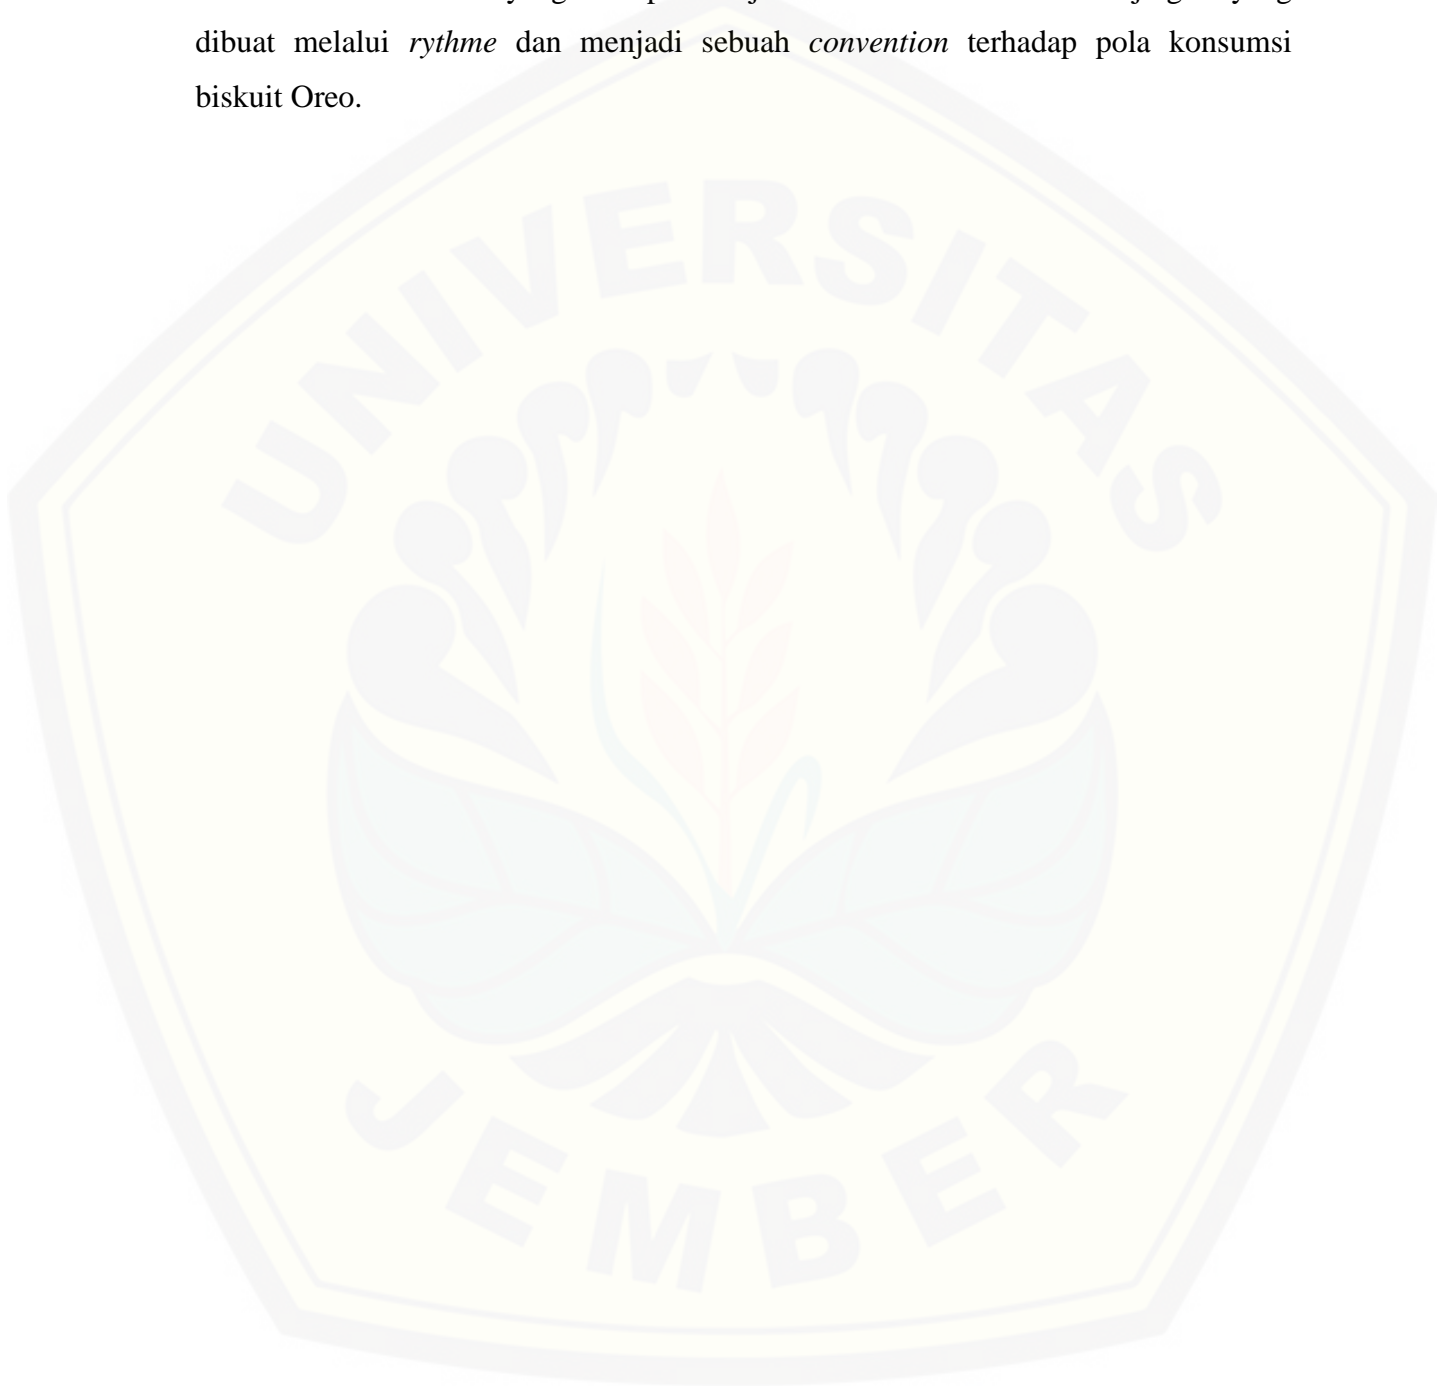 dibuat melalui rythme dan menjadi sebuah convention terhadap pola konsumsi
biskuit Oreo.
UNIVERSITAS
JEMBER